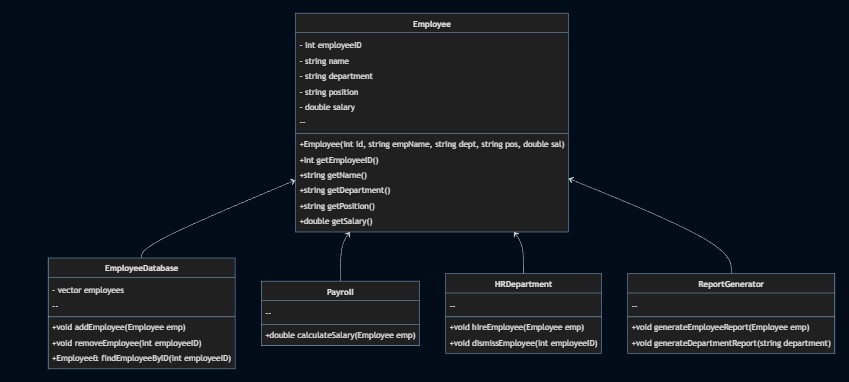 Employee
- int employeeID
- string name
- string department
- string position
- double salary
--
+Employee(int id, string empName, string dept, string pos, double sal)
+int getEmployeeID()
+string getName()
+string getDepartment()
+string getPosition()
+double getSalary()
EmployeeDatabase
- vector employees
--
+void addEmployee(Employee emp)
+void removeEmployee(int employeeID)
+Employee& findEmployeeByID(int employeeID)
Payroll
--
+double calculateSalary(Employee emp)
HRDepartment
--
+void hireEmployee(Employee emp)
+void dismissEmployee(int employeeID)
ReportGenerator
--
+void generateEmployeeReport(Employee emp)
+void generateDepartmentReport(string department)